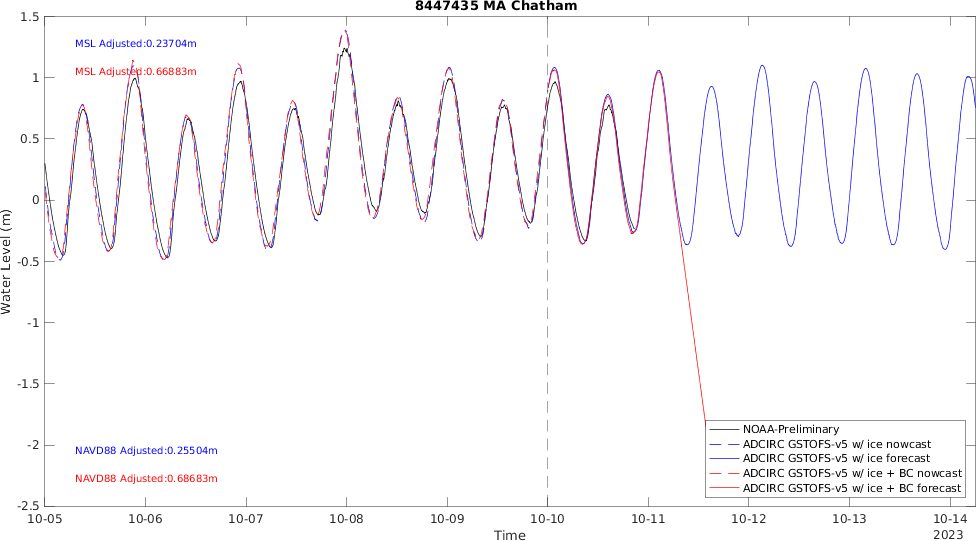 8447435 MA Chatham
1.5
1
0.5
0
-0.5
-1
-1.5
-2
-2.5
Water Level (m)
MSL Adjusted:0.23704m
MSL Adjusted:0.66883m
NAVD88 Adjusted:0.25504m
NAVD88 Adjusted:0.68683m
NOAA-Preliminary
ADCIRC GSTOFS-v5 w/ ice nowcast
ADCIRC GSTOFS-v5 w/ ice forecast
ADCIRC GSTOFS-v5 w/ ice + BC nowcast
ADCIRC GSTOFS-v5 w/ ice + BC forecast
10-05 10-06 10-07 10-08 10-09 10-10 10-11 10-12 10-13 10-14
Time
2023